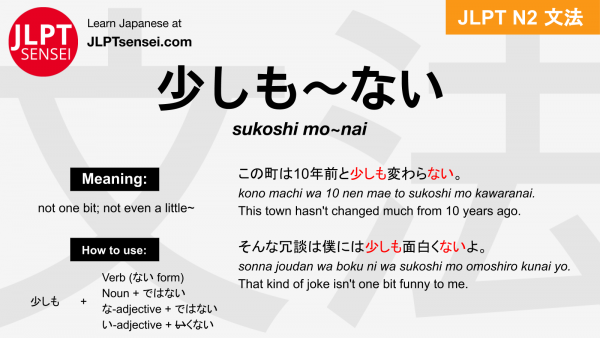 JLPT
SENSEI
Learn Japanese at
JLPTsensei.com
JLPT N2 文法
少しも～ない
sukoshi mo~nai
Meaning:
not one bit; not even a little~
How to use:
少しも + Verb (ない form)
Noun + ではない
な-adjective + ではない
い-adjective + いくない
この町は10年前と少しも変わらない。
kono machi wa 10 nen mae to sukoshi mo kawaranai.
This town hasn't changed much from 10 years ago.
そんな冗談は僕には少しも面白くないよ。
sonna joudan wa boku ni wa sukoshi mo omoshiro kunai yo.
That kind of joke isn't one bit funny to me.
文法